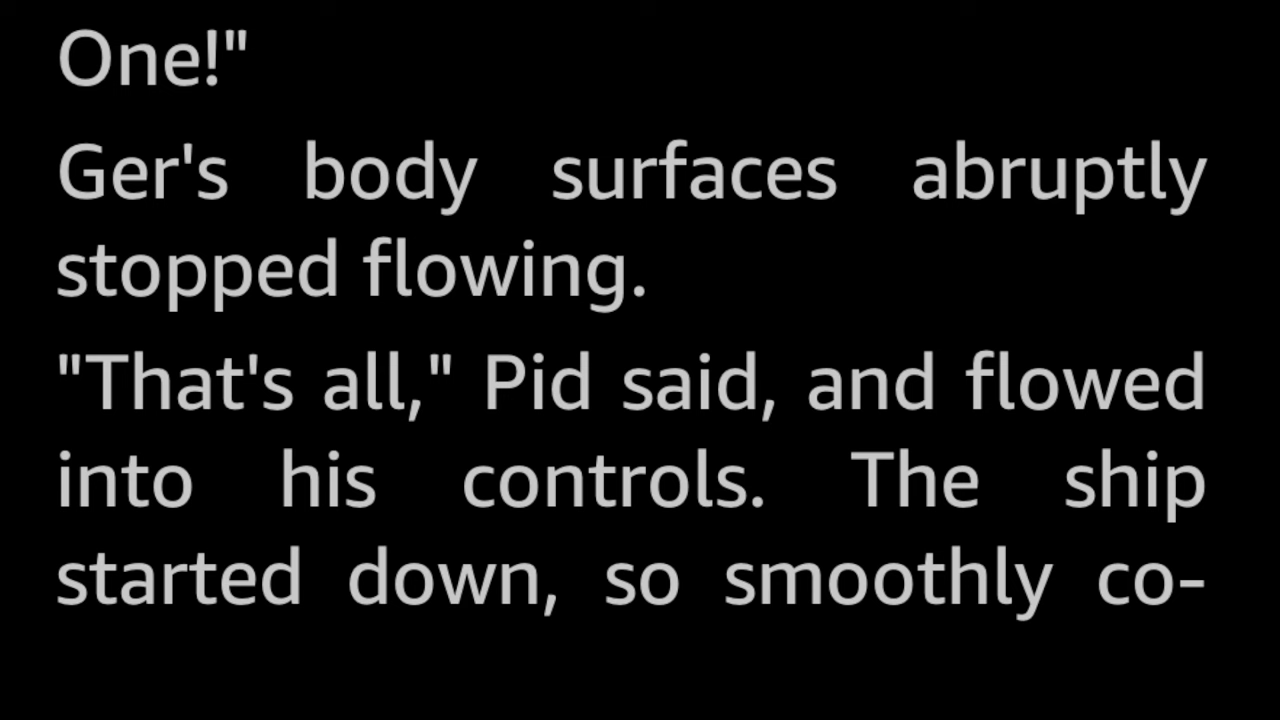 One!"
Ger's body surfaces abruptly
stopped flowing.
"That's all," Pid said, and flowed
into his controls. The ship
started down, so smoothly co-